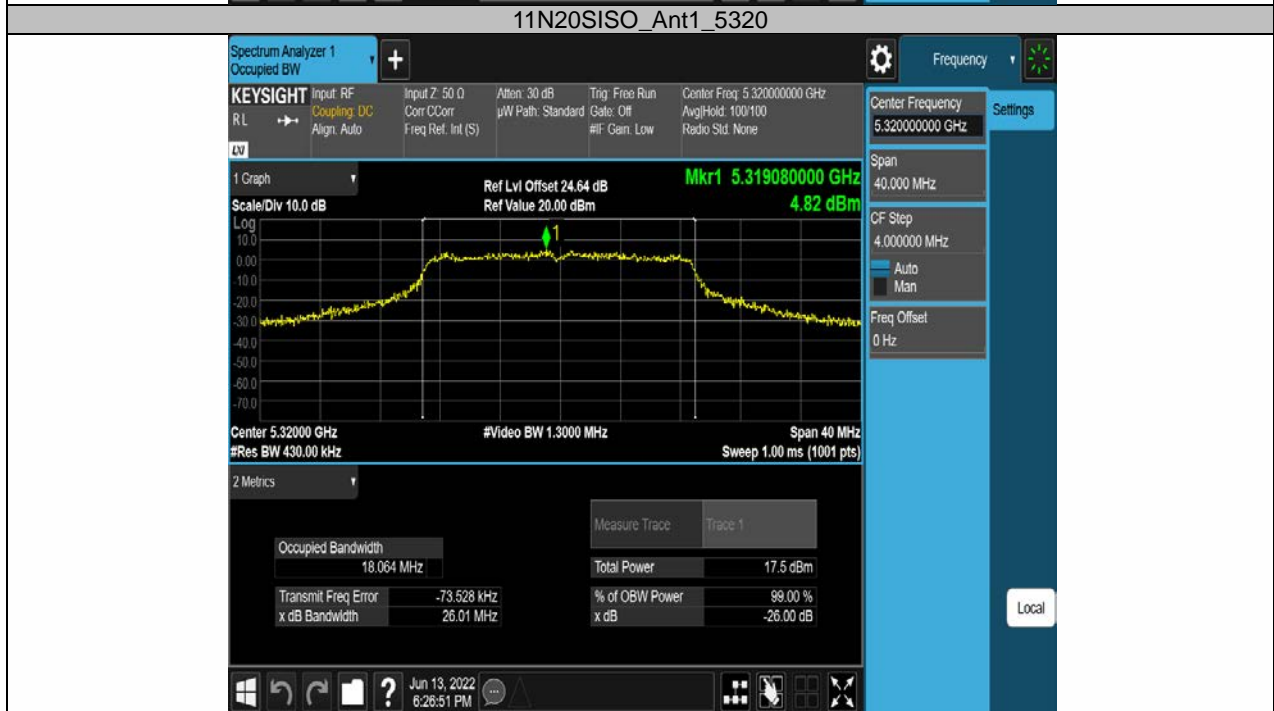 11N20SISO_Ant1_5320
Spectrum Analyzer 1
Occupied BW
+
Frequency
KEYSIGHT
RL
LXI
Input: RF
Coupling: DC
Align: Auto
Input Z: 50 Ω
Corr CCorr
Freq Ref: Int (S)
Atten: 30 dB
µW Path: Standard
Trig: Free Run
Gate: Off
#IF Gain: Low
Center Freq: 5.320000000 GHz
Avg|Hold: 100/100
Radio Std: None
Center Frequency
5.320000000 GHz
Settings
Span
40.000 MHz
CF Step
4.000000 MHz
Auto
Man
Freq Offset
0 Hz
Local
1 Graph
Scale/Div 10.0 dB
Ref Lvl Offset 24.64 dB
Ref Value 20.00 dBm
Mkr1 5.319080000 GHz
4.82 dBm
Log
10.0
0.00
-10.0
-20.0
-30.0
-40.0
-50.0
-60.0
-70.0
1
Center 5.32000 GHz
#Video BW 1.3000 MHz
Span 40 MHz
#Res BW 430.00 kHz
Sweep 1.00 ms (1001 pts)
2 Metrics
Measure Trace Trace 1
Occupied Bandwidth
18.064 MHz
Total Power 17.5 dBm
Transmit Freq Error -73.528 kHz
% of OBW Power 99.00 %
x dB Bandwidth 26.01 MHz
x dB -26.00 dB
?
Jun 13, 2022
6:26:51 PM